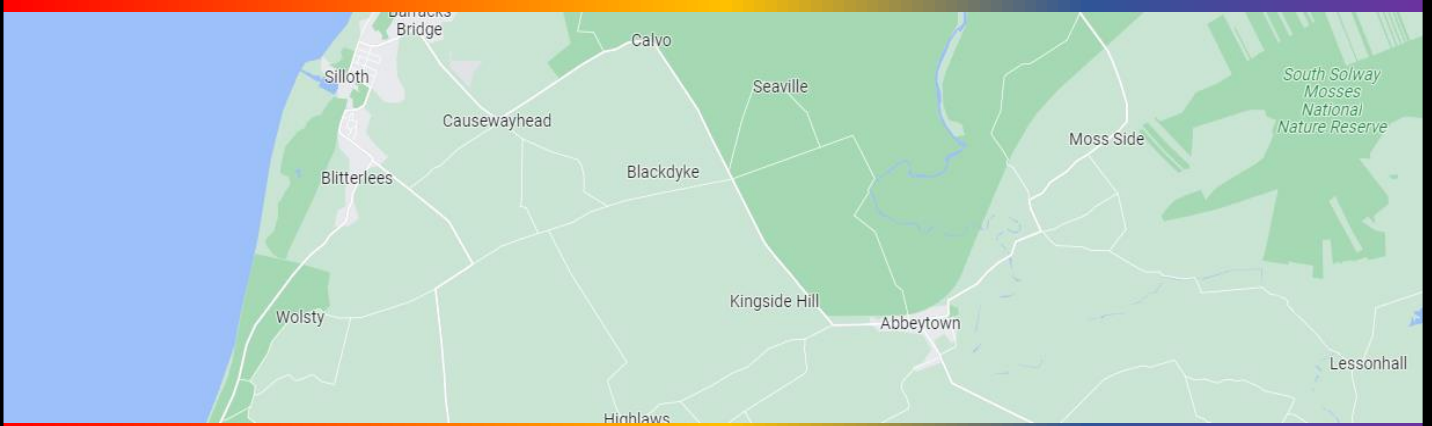 Barracks
Bridge
Calvo
Silloth
Seaville
South Solway
Mosses
National
Nature Reserve
Causewayhead
Moss Side
Blackdyke
Blitterlees
Kingside Hill
Wolsty
Abbeytown
Lessonhall
Highlaws